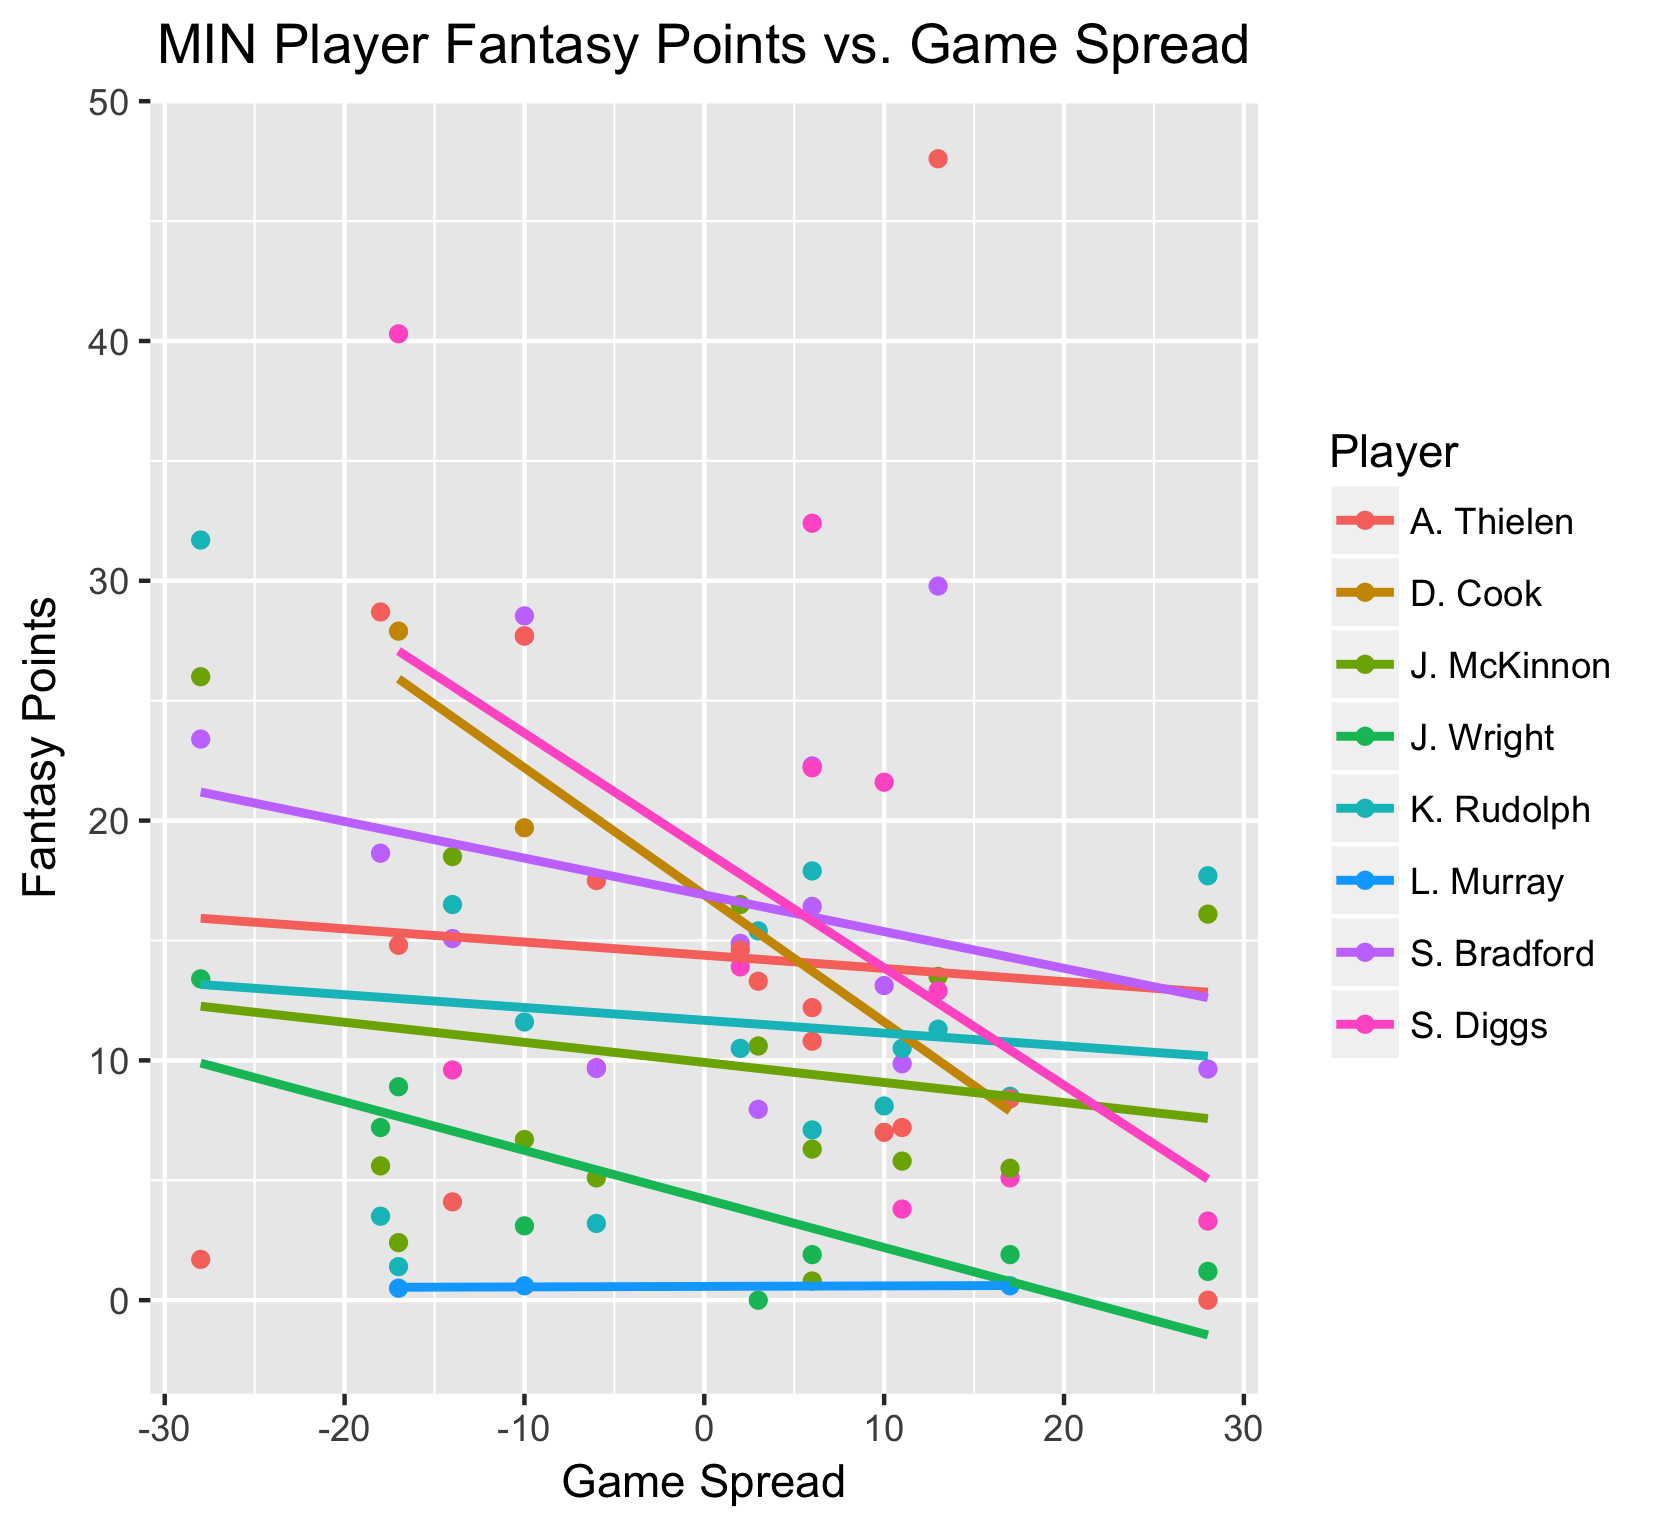 MIN Player Fantasy Points vs. Game Spread
50
40
30
20
10
0
Fantasy Points
-30 -20 -10 0 10 20 30
Game Spread
Player
A. Thielen
D. Cook
J. McKinnon
J. Wright
K. Rudolph
L. Murray
S. Bradford
S. Diggs